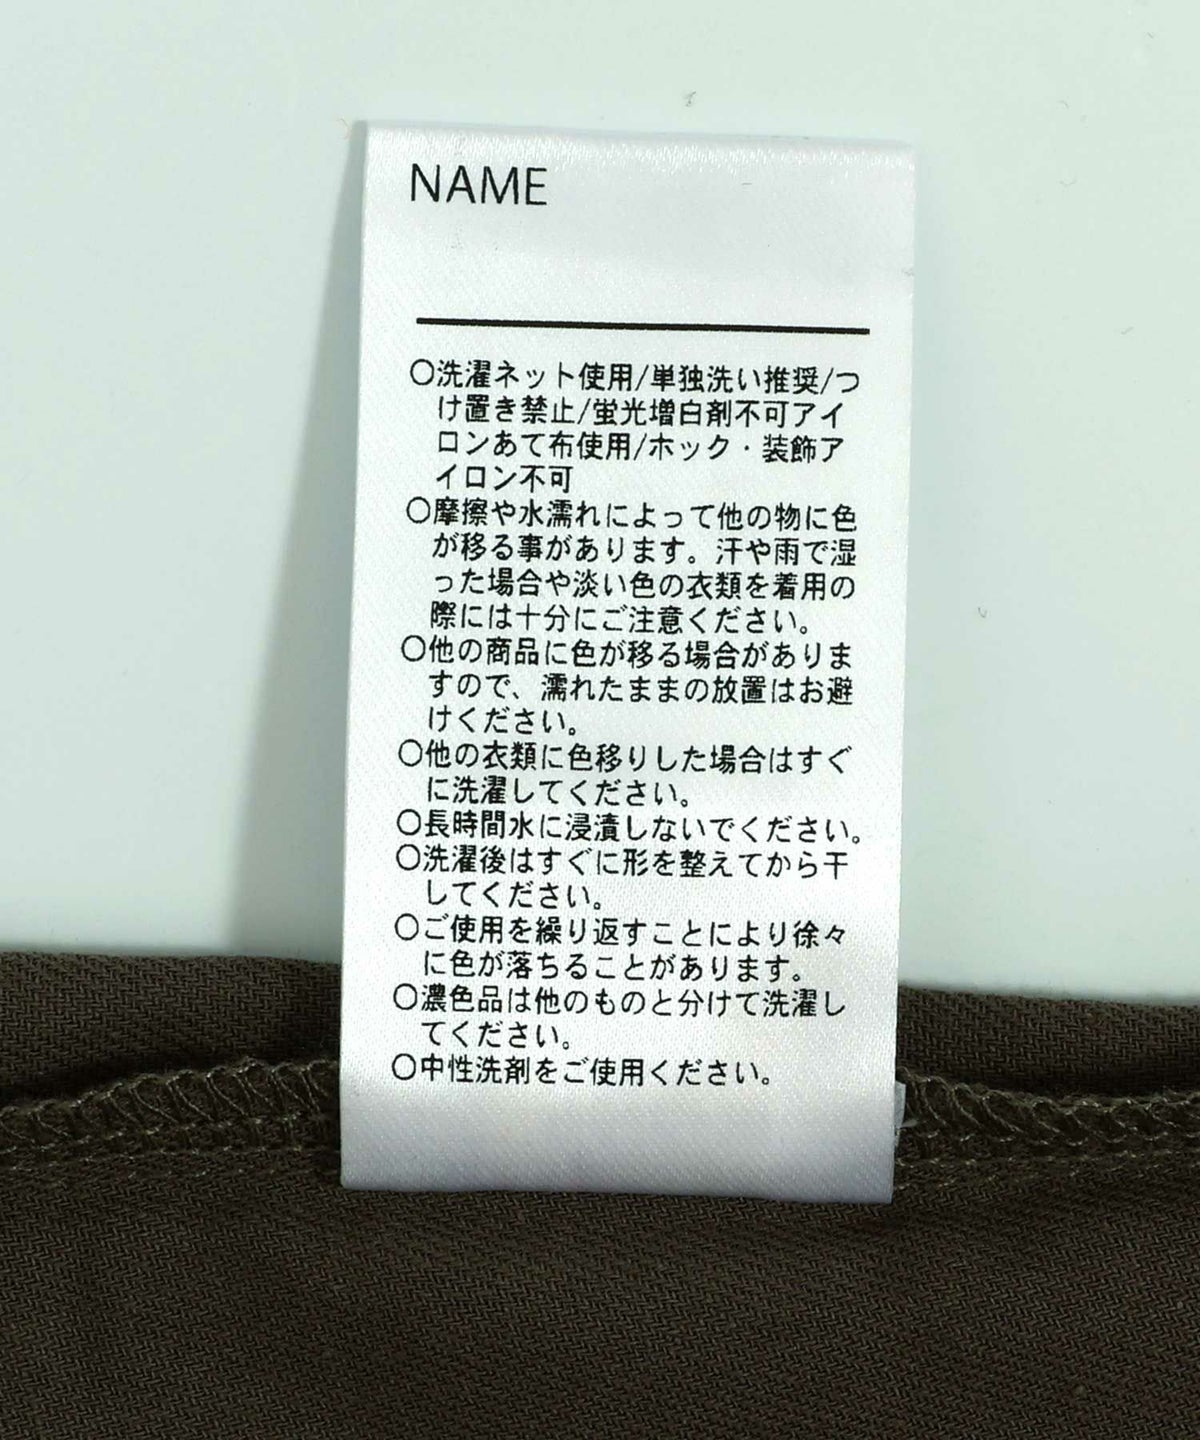 NAME
○洗濯ネット使用/単独洗い推奨/つ
け置き禁止/蛍光増白剤不可アイ
ロンあて布使用/ホック・装飾ア
イロン不可
○摩擦や水濡れによって他の物に色
が移る事があります。汗や雨で湿
った場合や淡い色の衣類を着用の
際には十分にご注意ください。
○他の商品に色が移る場合がありま
すので、濡れたままの放置はお避
けください。
○他の衣類に色移りした場合はすぐ
に洗濯してください。
○長時間水に浸漬しないでください。
○洗濯後はすぐに形を整えてから干
してください。
○ご使用を繰り返すことにより徐々
に色が落ちることがあります。
○濃色品は他のものと分けて洗濯し
てください。
○中性洗剤をご使用ください。